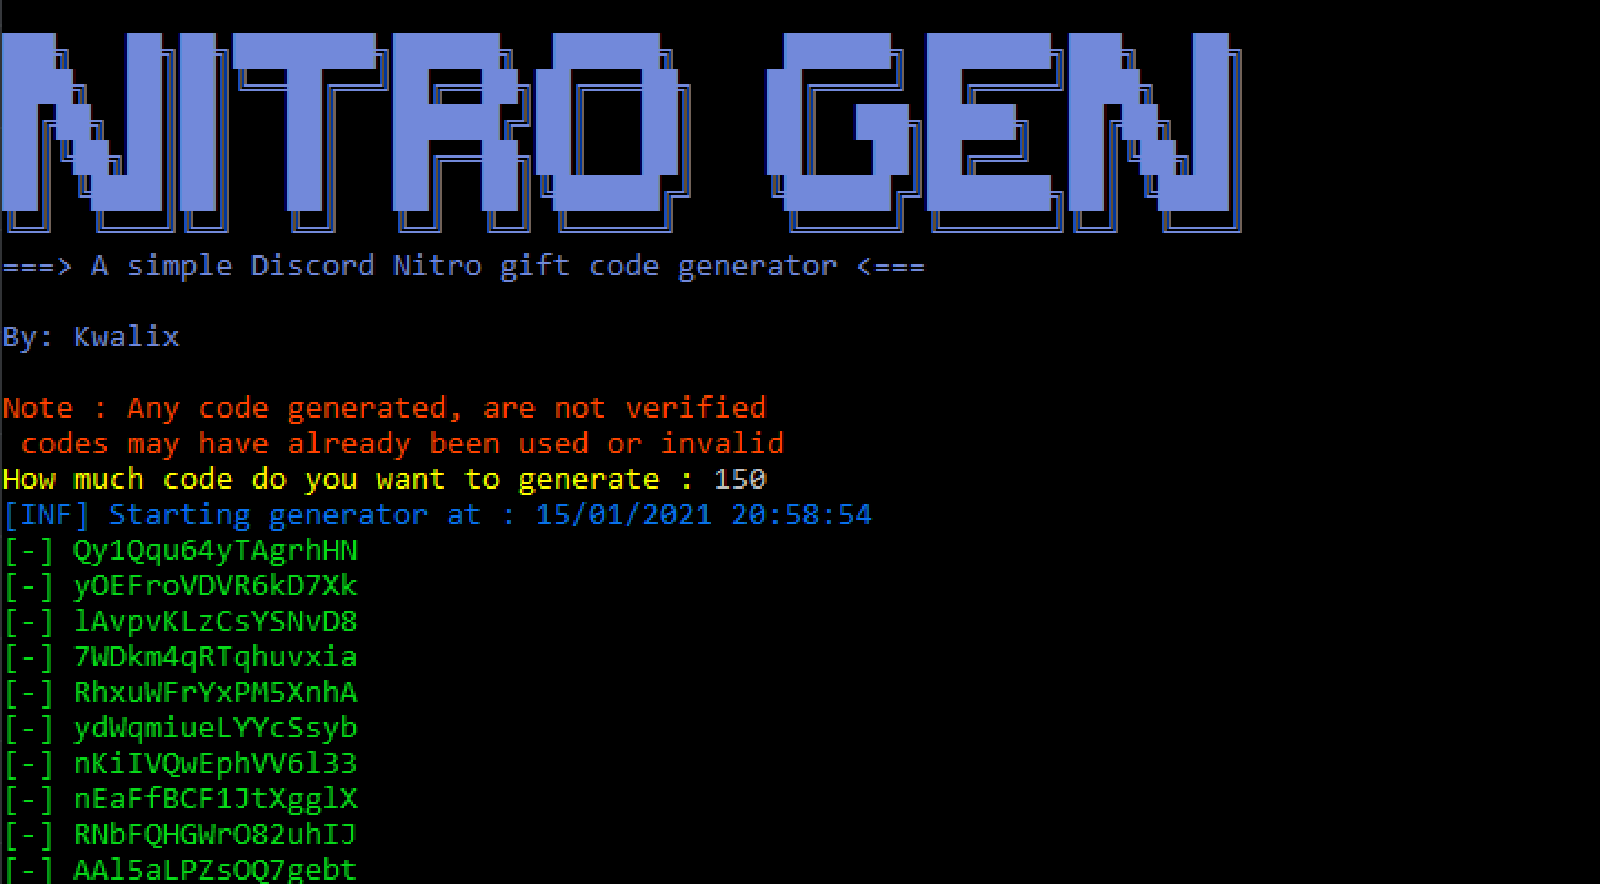 NITRO GEN
===> A simple Discord Nitro gift code generator <===
By: Kwalix
Note : Any code generated, are not verified
codes may have already been used or invalid
How much code do you want to generate : 150
[INF] Starting generator at : 15/01/2021 20:58:54
[-] Qy1Qqu64yTAgrhHN
[-] yOEFroVDVR6kD7Xk
[-] lAvpvKLzCsYSNvD8
[-] 7WDkm4qRTqhuvxia
[-] RhxuWFrYxPM5XnhA
[-] ydWqmiueLYYcSsyb
[-] nKiIVQwEphVV6l33
[-] nEaFfBCF1JtXgglX
[-] RNbFQHGWrO82uhIJ
[-] AAl5aLPZsOQ7gebt